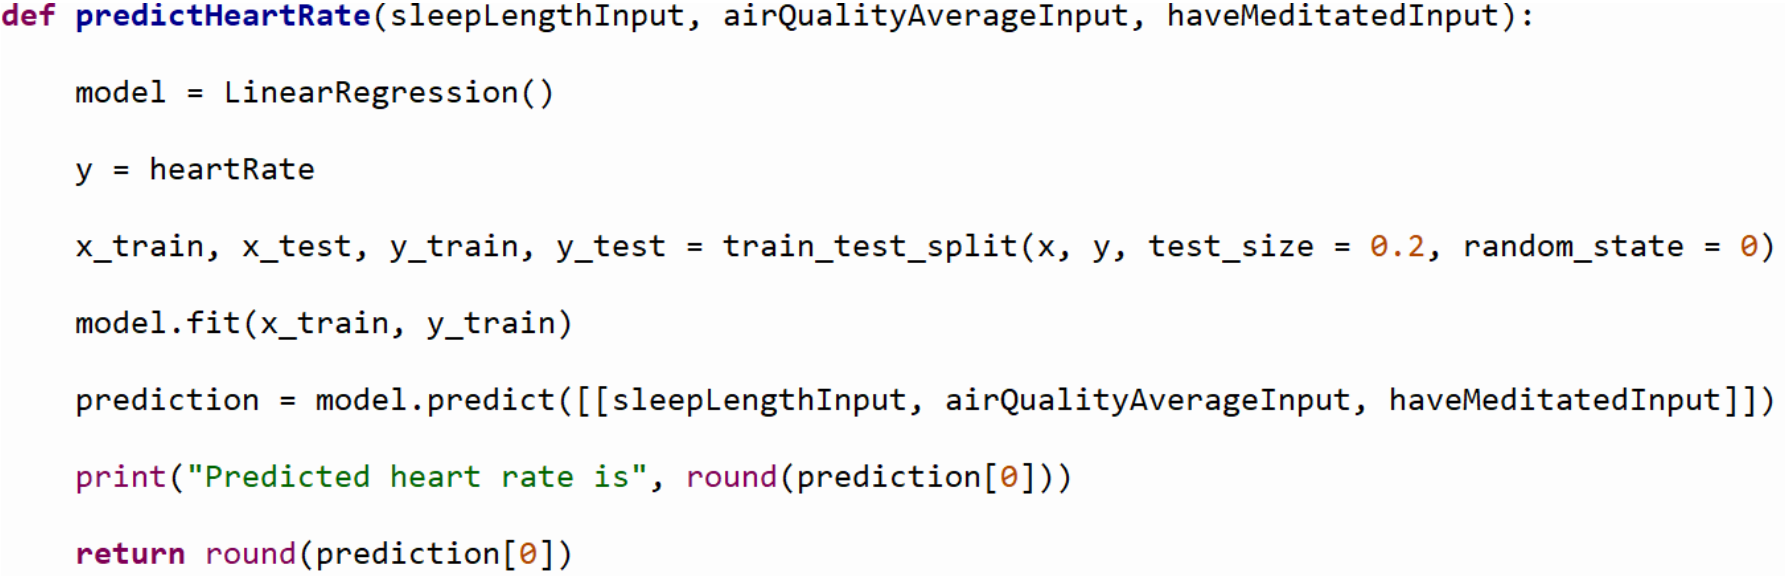 def predictHeartRate(sleepLengthInput, airQualityAverageInput, haveMeditatedInput):
model = LinearRegression()
y = heartRate
x_train, x_test, y_train, y_test = train_test_split(x, y, test_size = 0.2, random_state = 0)
model.fit(x_train, y_train)
prediction = model.predict([[sleepLengthInput, airQualityAverageInput, haveMeditatedInput]])
print("Predicted heart rate is", round(prediction[0]))
return round(prediction[0])